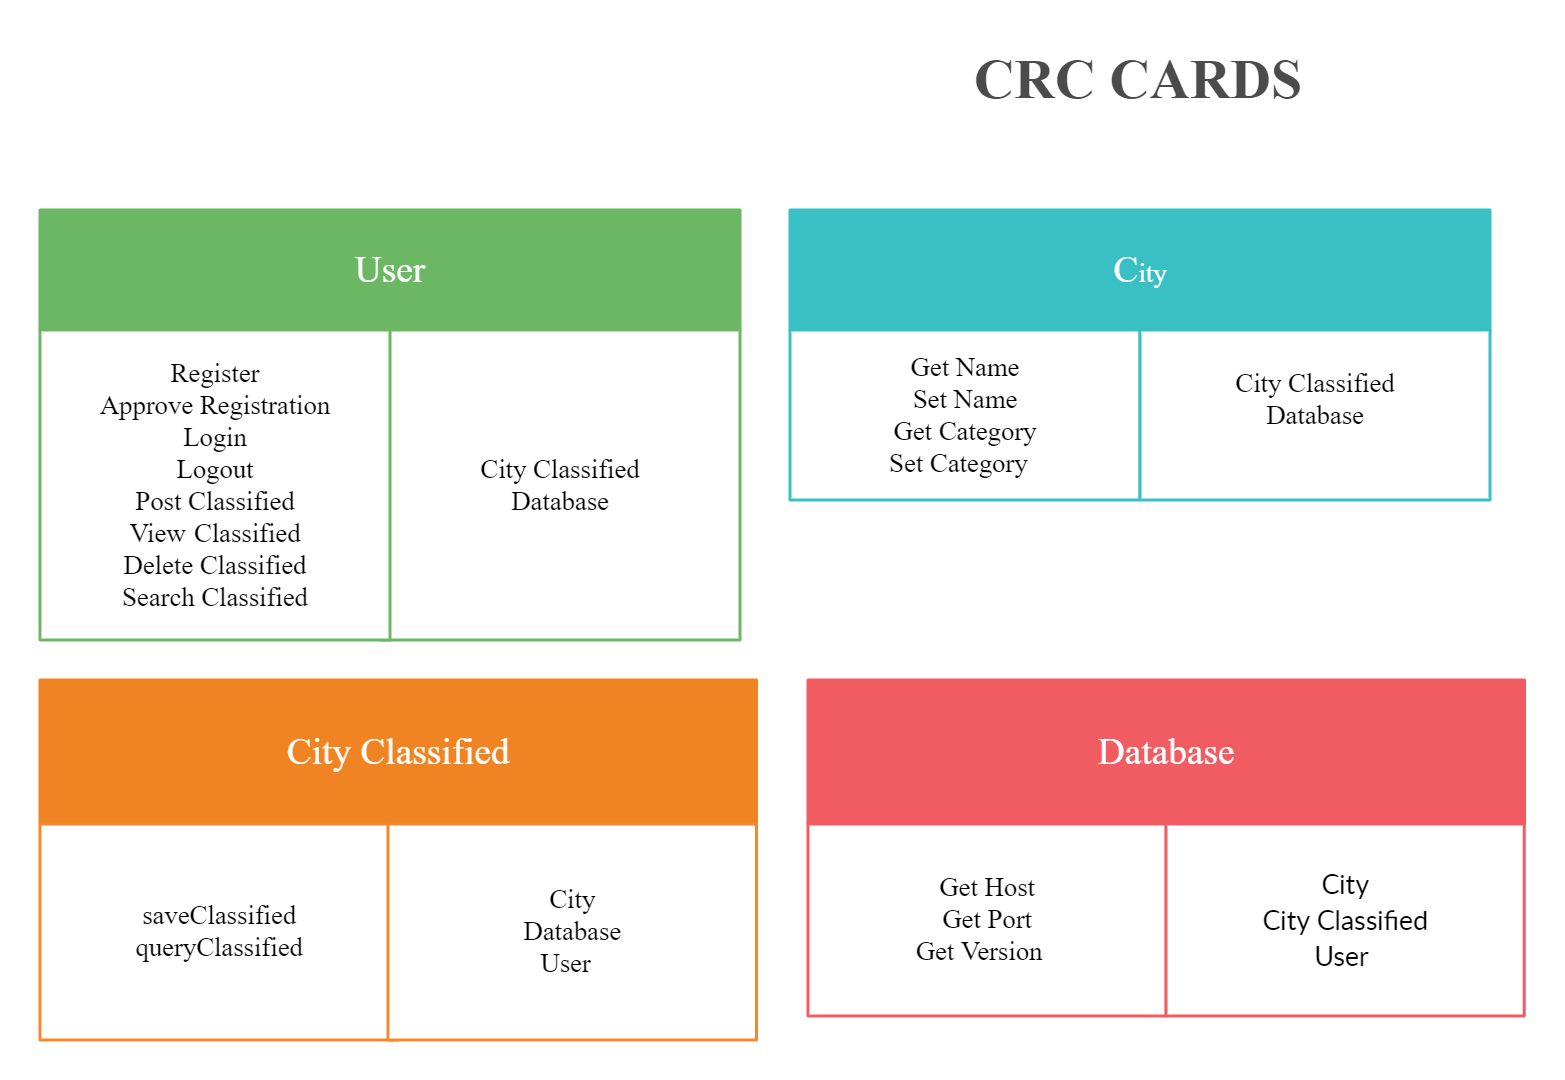 CRC CARDS
User
Register
Approve Registration
Login
Logout
Post Classified
View Classified
Delete Classified
Search Classified
City Classified
Database
City
Get Name
Set Name
Get Category
Set Category
City Classified
Database
City Classified
saveClassified
queryClassified
City
Database
User
Database
Get Host
Get Port
Get Version
City
City Classified
User